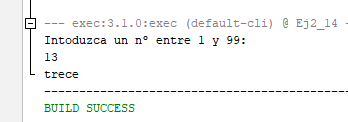 --- exec:3.1.0:exec (default-cli) @ Ej2_14 -
Intoduzca un nº entre 1 y 99:
13
trece
------------------------------------------
BUILD SUCCESS